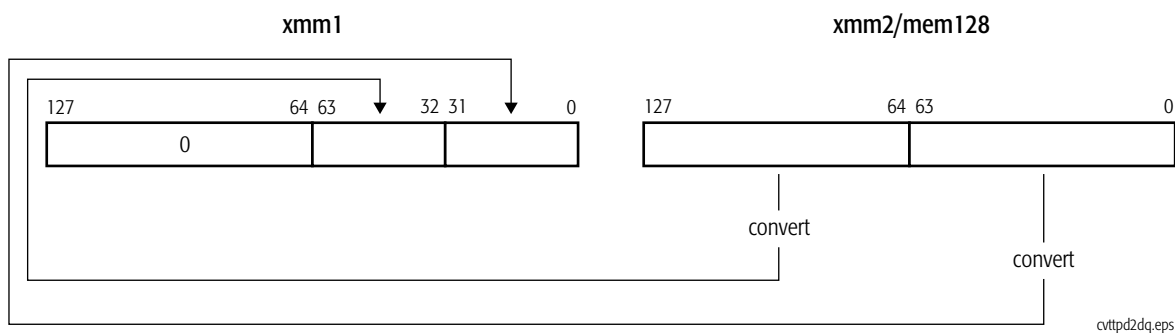 xmm1 xmm2/mem128
127 64 63 32 31 0 127 64 63 0
0
convert
convert
cvttpd2dq.eps